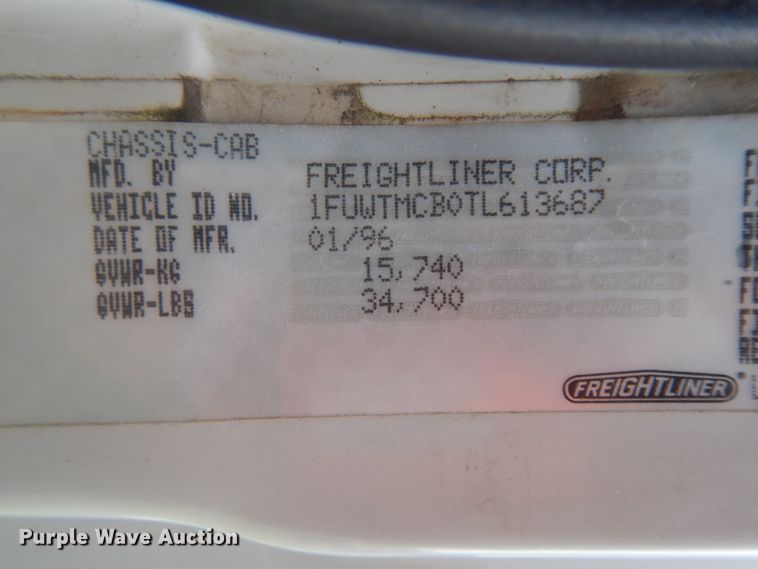 CHASSIS-CAB
MFD. BY FREIGHTLINER CORP.
VEHICLE ID NO. 1FUWTMCB0TL613687
DATE OF MFR. 01/96
GVWR-KG 15,740
GVWR-LBS 34,700
FREIGHTLINER
Purple Wave Auction